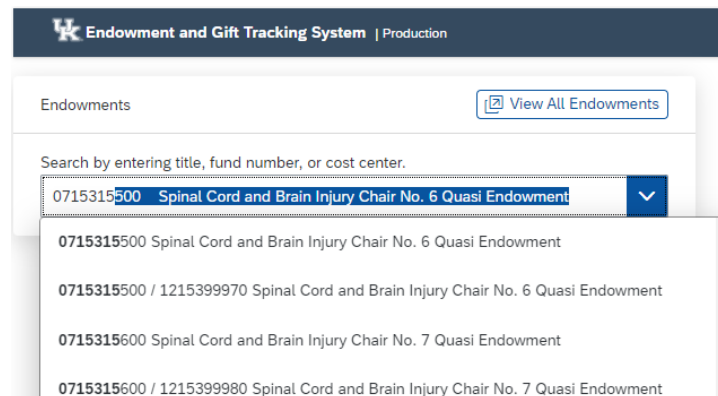 UK Endowment and Gift Tracking System | Production
Endowments
View All Endowments
Search by entering title, fund number, or cost center.
0715315500 Spinal Cord and Brain Injury Chair No. 6 Quasi Endowment
0715315500 Spinal Cord and Brain Injury Chair No. 6 Quasi Endowment
0715315500 / 1215399970 Spinal Cord and Brain Injury Chair No. 6 Quasi Endowment
0715315600 Spinal Cord and Brain Injury Chair No. 7 Quasi Endowment
0715315600 / 1215399980 Spinal Cord and Brain Injury Chair No. 7 Quasi Endowment